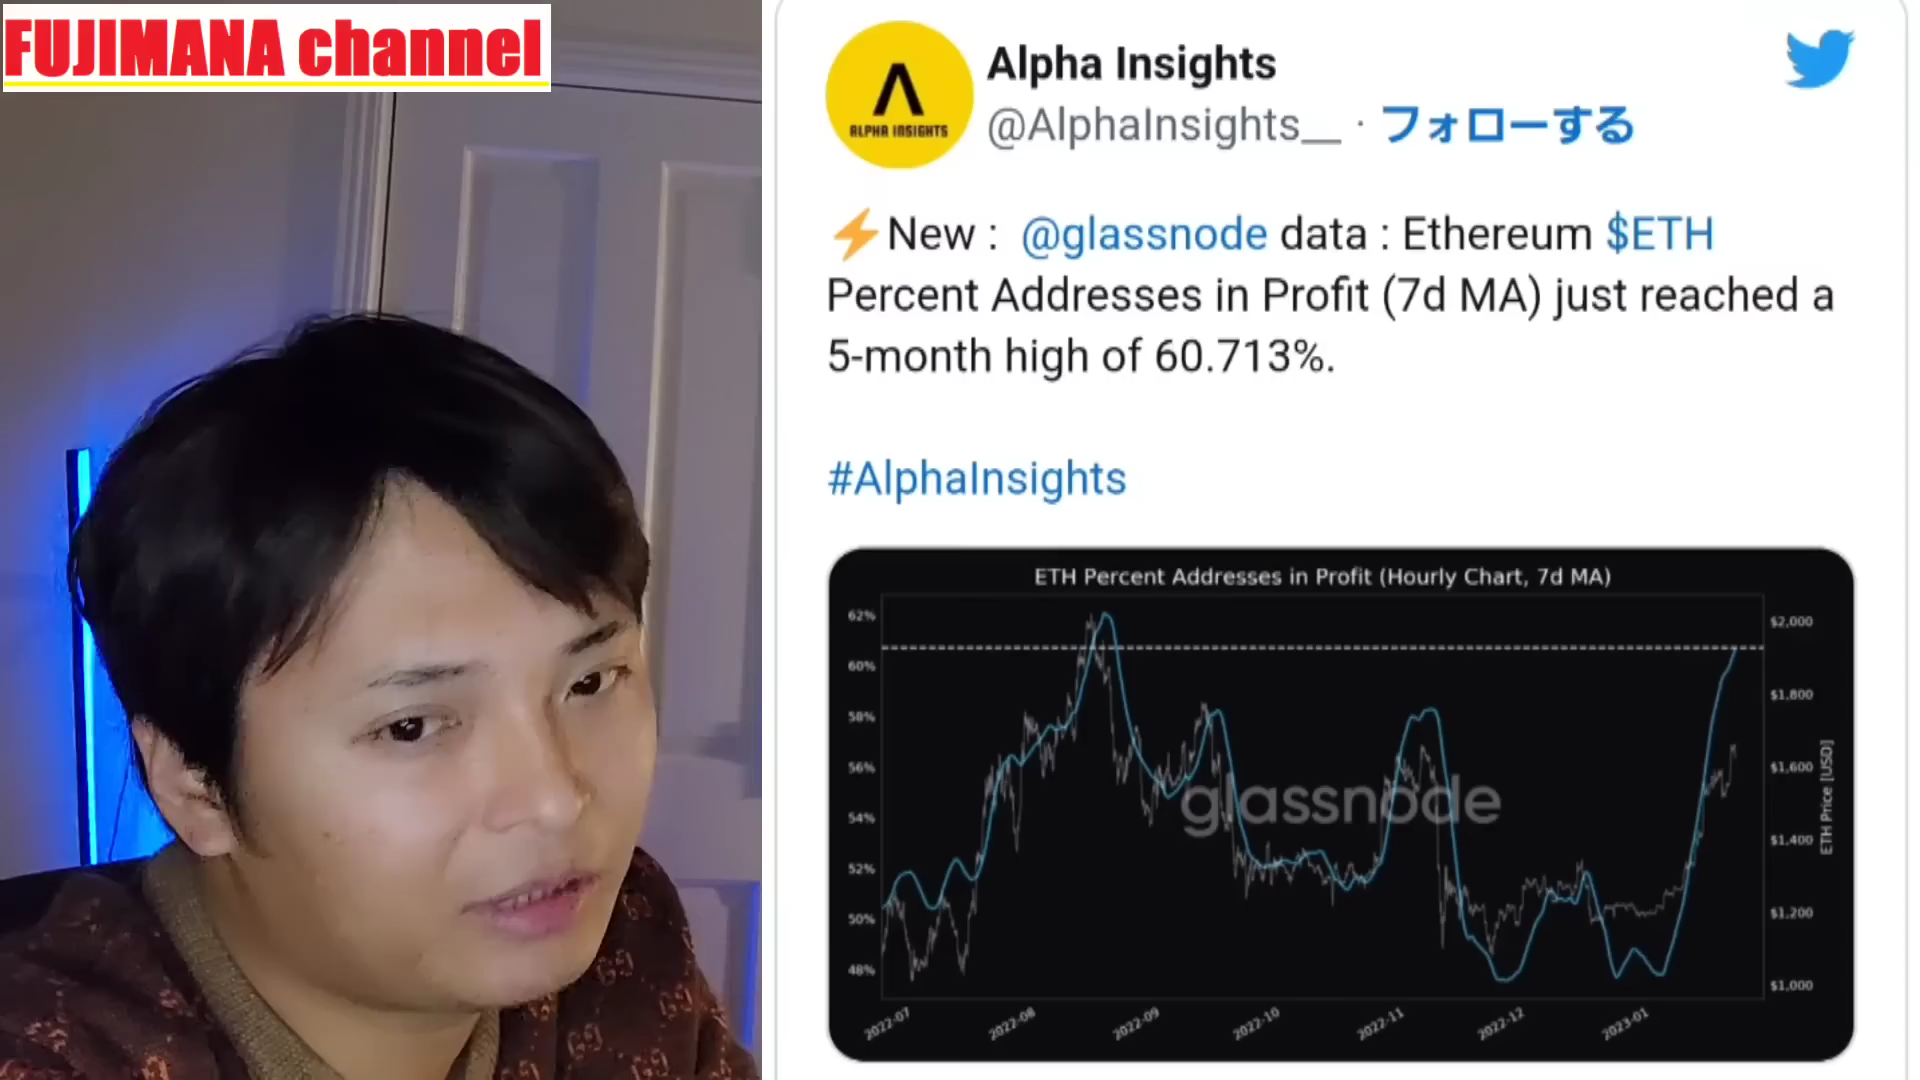 FUJIMANA channel
Alpha Insights
@AlphaInsights__ · フォローする
ALPHA INSIGHTS
⚡New : @glassnode data : Ethereum $ETH
Percent Addresses in Profit (7d MA) just reached a
5-month high of 60.713%.
#AlphaInsights
ETH Percent Addresses in Profit (Hourly Chart, 7d MA)
62%
60%
58%
56%
54%
52%
50%
48%
$2,000
$1,800
$1,600
$1,400
$1,200
$1,000
ETH Price [USD]
glassnode
2022-07
2022-08
2022-09
2022-10
2022-11
2022-12
2023-01